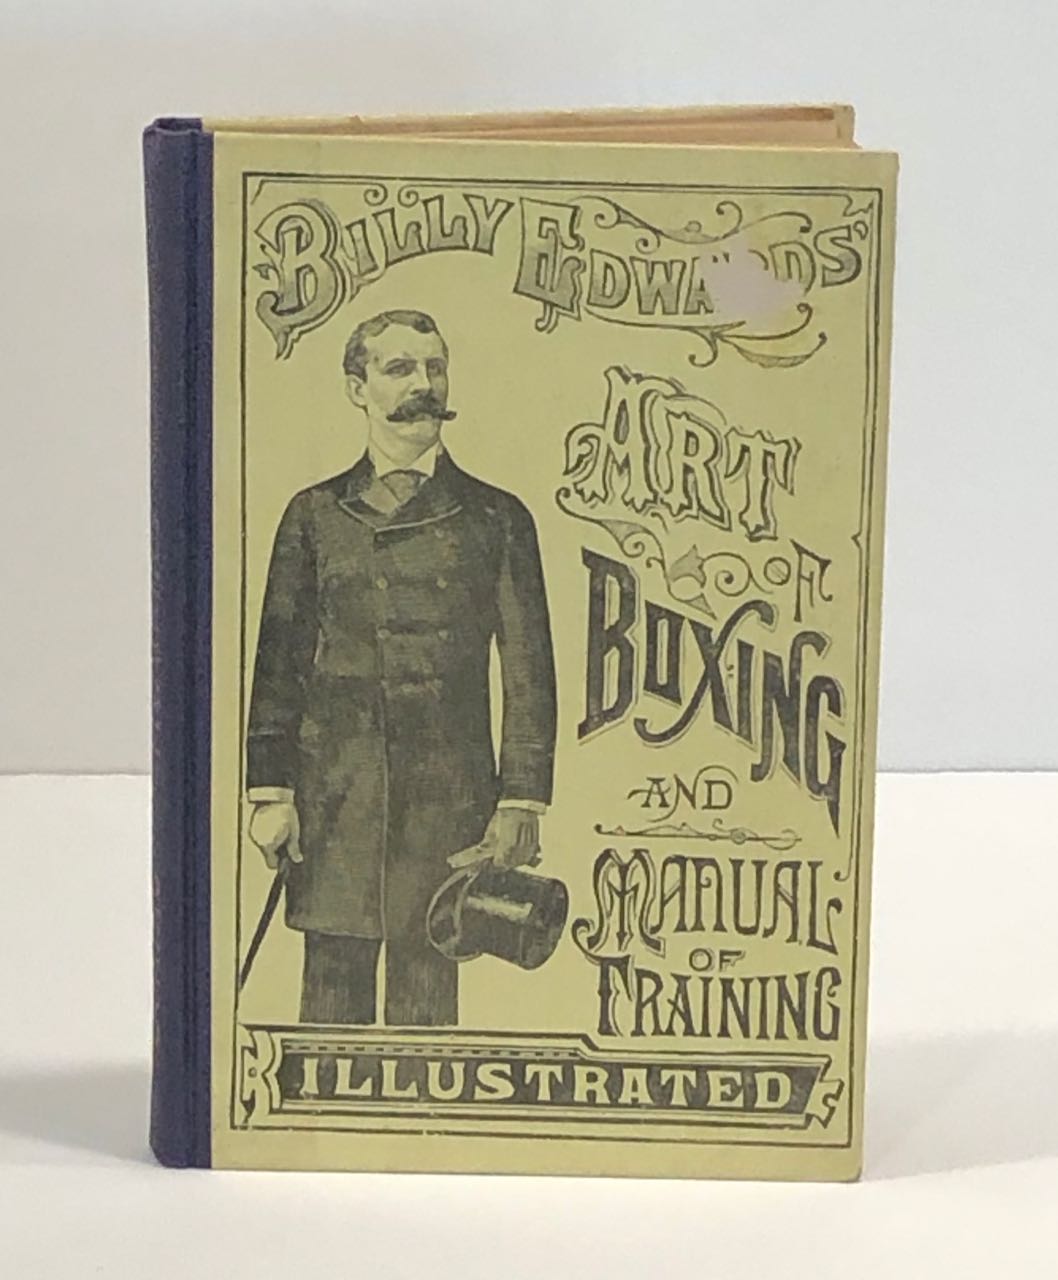 BILLY EDWARDS'
ART
OF
BOXING
AND
MANUAL
OF
TRAINING
ILLUSTRATED